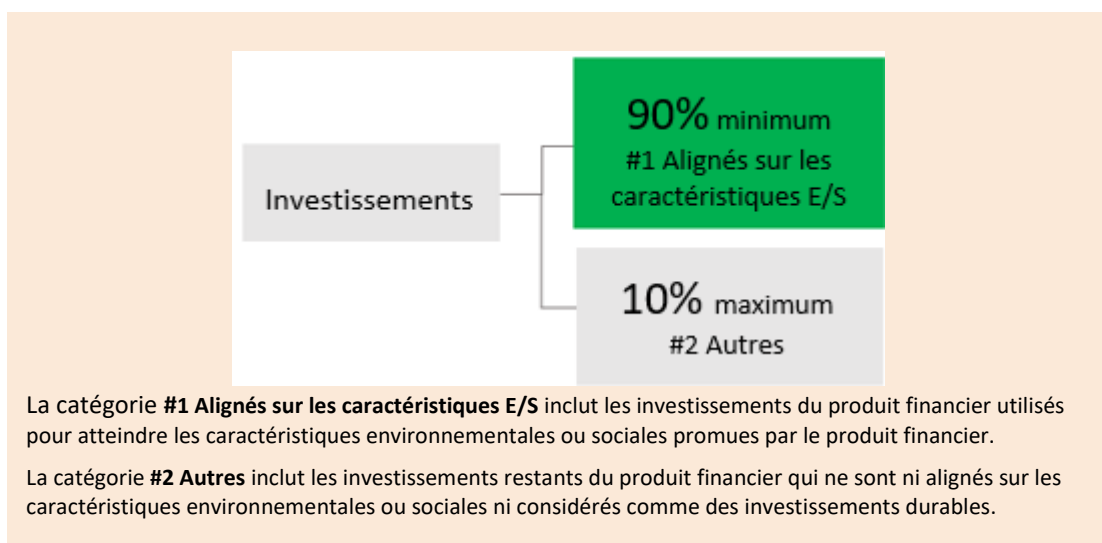 90% minimum
#1 Alignés sur les
caractéristiques E/S
Investissements
10% maximum
#2 Autres
La catégorie #1 Alignés sur les caractéristiques E/S inclut les investissements du produit financier utilisés
pour atteindre les caractéristiques environnementales ou sociales promues par le produit financier.
La catégorie #2 Autres inclut les investissements restants du produit financier qui ne sont ni alignés sur les
caractéristiques environnementales ou sociales ni considérés comme des investissements durables.